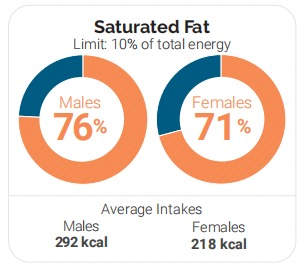 Saturated Fat
Limit: 10% of total energy
Males
76%
Females
71%
Average Intakes
Males
292 kcal
Females
218 kcal